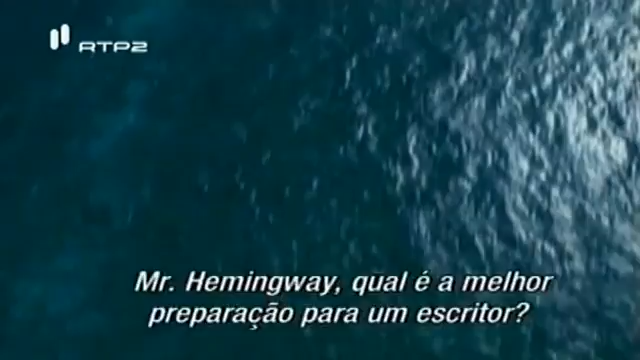 RTP2
Mr. Hemingway, qual é a melhor
preparação para um escritor?